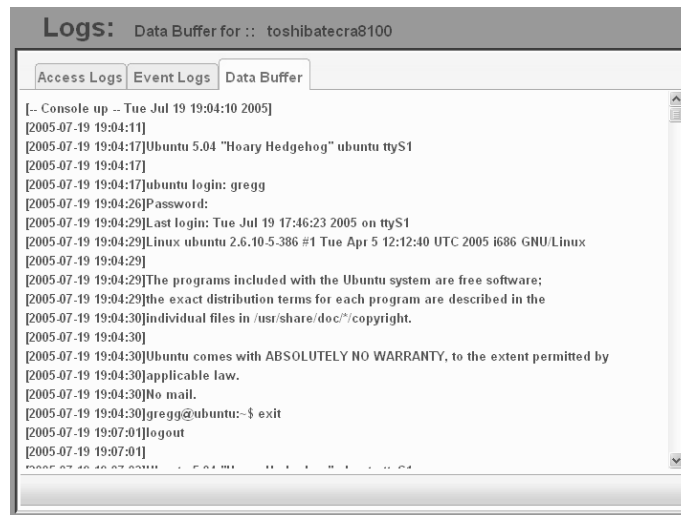 Logs: Data Buffer for :: toshibatecra8100
Access Logs Event Logs Data Buffer
[-- Console up -- Tue Jul 19 19:04:10 2005]
[2005-07-19 19:04:11]
[2005-07-19 19:04:17]Ubuntu 5.04 "Hoary Hedgehog" ubuntu ttyS1
[2005-07-19 19:04:17]
[2005-07-19 19:04:17]ubuntu login: gregg
[2005-07-19 19:04:26]Password:
[2005-07-19 19:04:29]Last login: Tue Jul 19 17:46:23 2005 on ttyS1
[2005-07-19 19:04:29]Linux ubuntu 2.6.10-5-386 #1 Tue Apr 5 12:12:40 UTC 2005 i686 GNU/Linux
[2005-07-19 19:04:29]
[2005-07-19 19:04:29]The programs included with the Ubuntu system are free software;
[2005-07-19 19:04:29]the exact distribution terms for each program are described in the
[2005-07-19 19:04:30]individual files in /usr/share/doc/*/copyright.
[2005-07-19 19:04:30]
[2005-07-19 19:04:30]Ubuntu comes with ABSOLUTELY NO WARRANTY, to the extent permitted by
[2005-07-19 19:04:30]applicable law.
[2005-07-19 19:04:30]No mail.
[2005-07-19 19:04:30]gregg@ubuntu:~$ exit
[2005-07-19 19:07:01]logout
[2005-07-19 19:07:01]